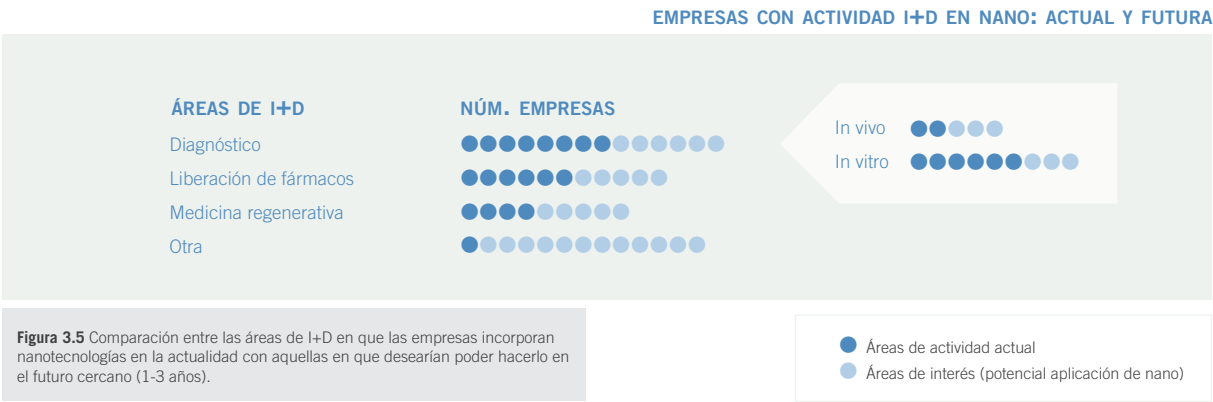 EMPRESAS CON ACTIVIDAD I+D EN NANO: ACTUAL Y FUTURA
ÁREAS DE I+D
NÚM. EMPRESAS
Diagnóstico
Liberación de fármacos
Medicina regenerativa
Otra
In vivo
In vitro
Figura 3.5 Comparación entre las áreas de I+D en que las empresas incorporan
nanotecnologías en la actualidad con aquellas en que desearían poder hacerlo en
el futuro cercano (1-3 años).
Áreas de actividad actual
Áreas de interés (potencial aplicación de nano)